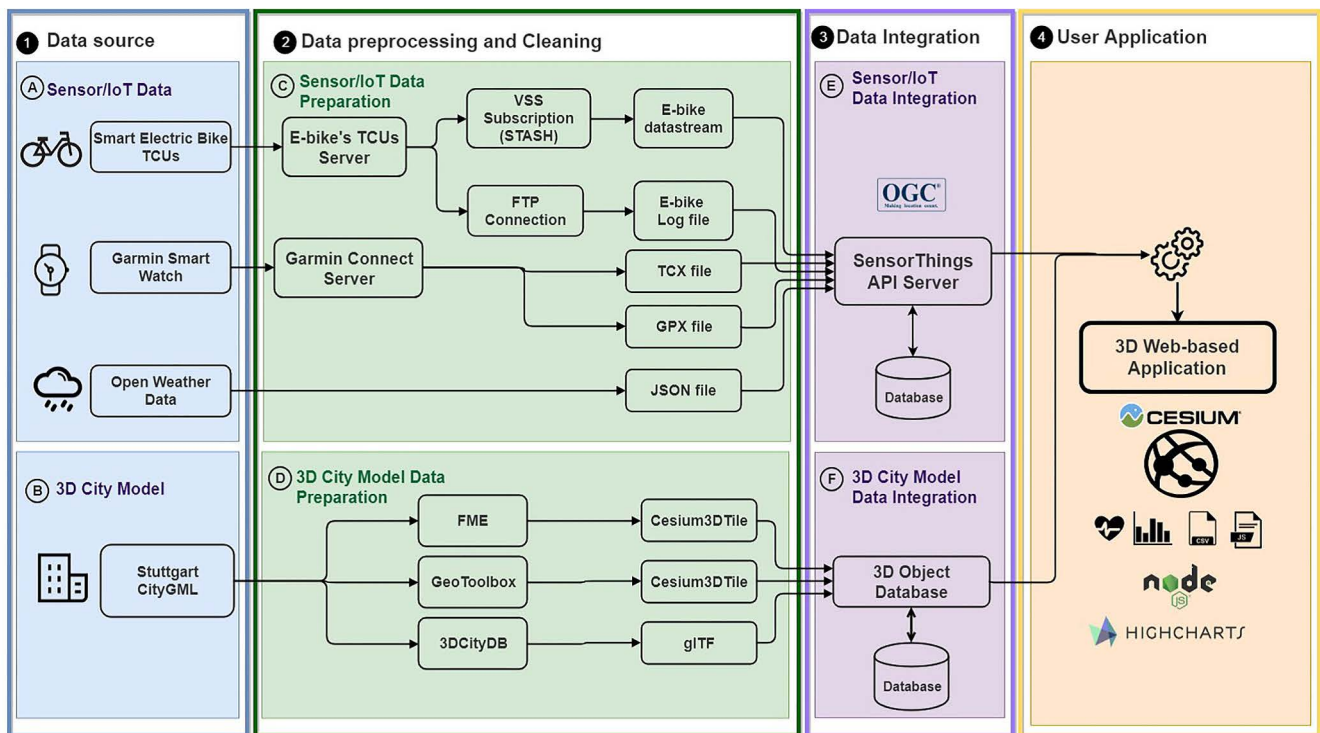 1 Data source
A Sensor/IoT Data
Smart Electric Bike
TCUs
Garmin Smart
Watch
Open Weather
Data
B 3D City Model
Stuttgart
CityGML
2 Data preprocessing and Cleaning
C Sensor/IoT Data
Preparation
E-bike's TCUs
Server
VSS
Subscription
(STASH)
E-bike
datastream
FTP
Connection
E-bike
Log file
Garmin Connect
Server
TCX file
GPX file
JSON file
D 3D City Model Data
Preparation
FME
Cesium3DTile
GeoToolbox
Cesium3DTile
3DCityDB
glTF
3 Data Integration
E Sensor/IoT
Data Integration
OGC®
Making location count.
SensorThings
API Server
Database
F 3D City Model
Data Integration
3D Object
Database
Database
4 User Application
3D Web-based
Application
CESIUM
CSV
JS
node
JS
HIGHCHARTS